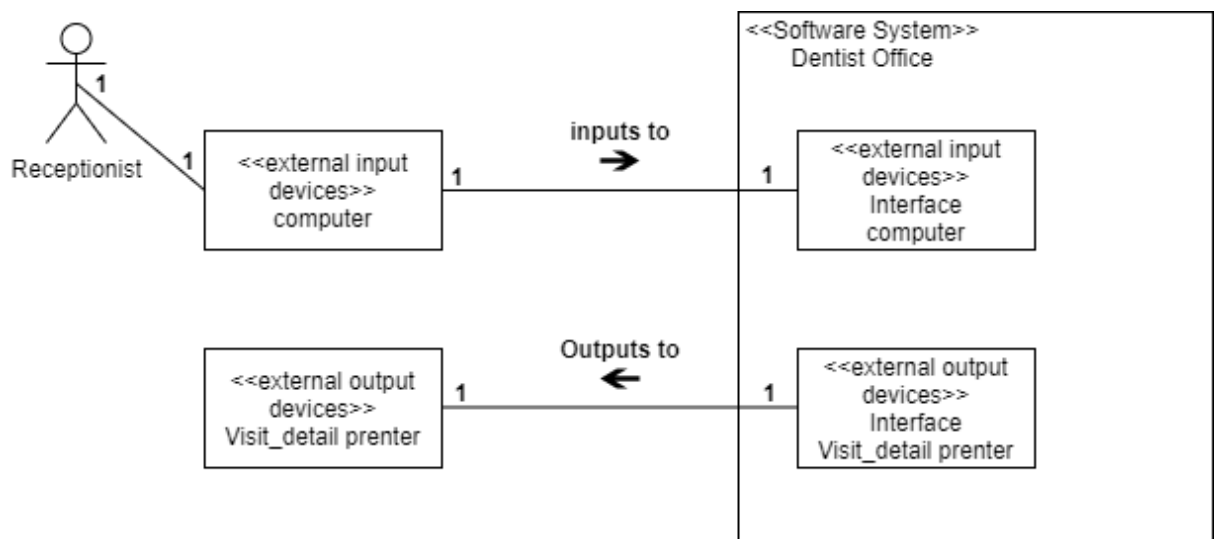 <<Software System>>
Dentist Office
1
Receptionist
1
<<external input
devices>>
computer
1
inputs to
1
<<external input
devices>>
Interface
computer
<<external output
devices>>
Visit_detail prenter
1
Outputs to
1
<<external output
devices>>
Interface
Visit_detail prenter